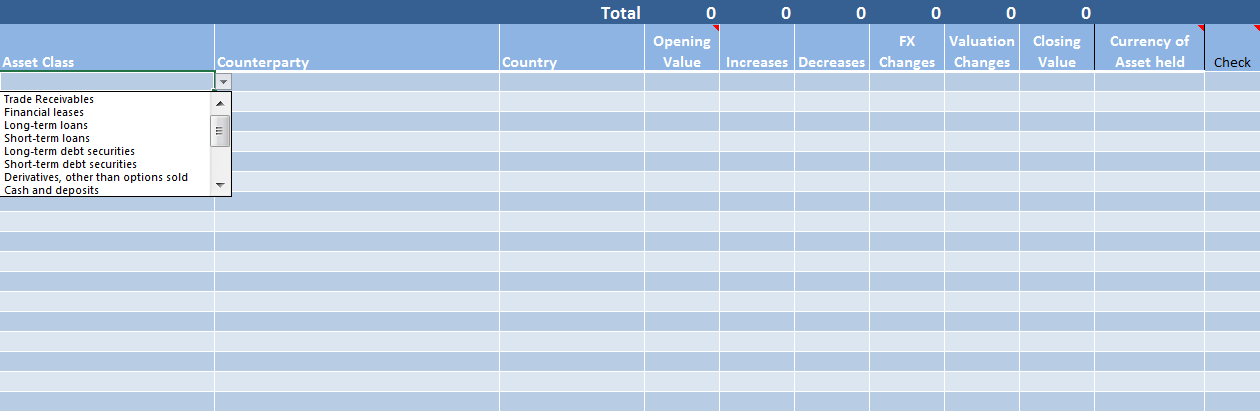 Total 0 0 0 0 0 0
Opening FX Valuation Closing Currency of
Asset Class Counterparty Country Value Increases Decreases Changes Changes Value Asset held Check
Trade Receivables
Financial leases
Long-term loans
Short-term loans
Long-term debt securities
Short-term debt securities
Derivatives, other than options sold
Cash and deposits